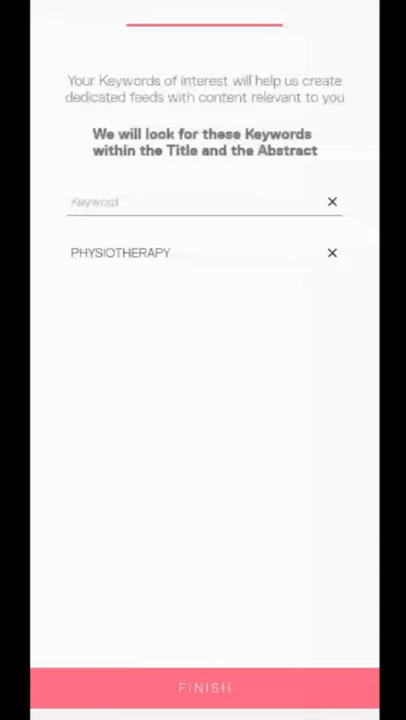 Your Keywords of interest will help us create
dedicated feeds with content relevant to you
We will look for these Keywords
within the Title and the Abstract
Keyword
PHYSIOTHERAPY
FINISH